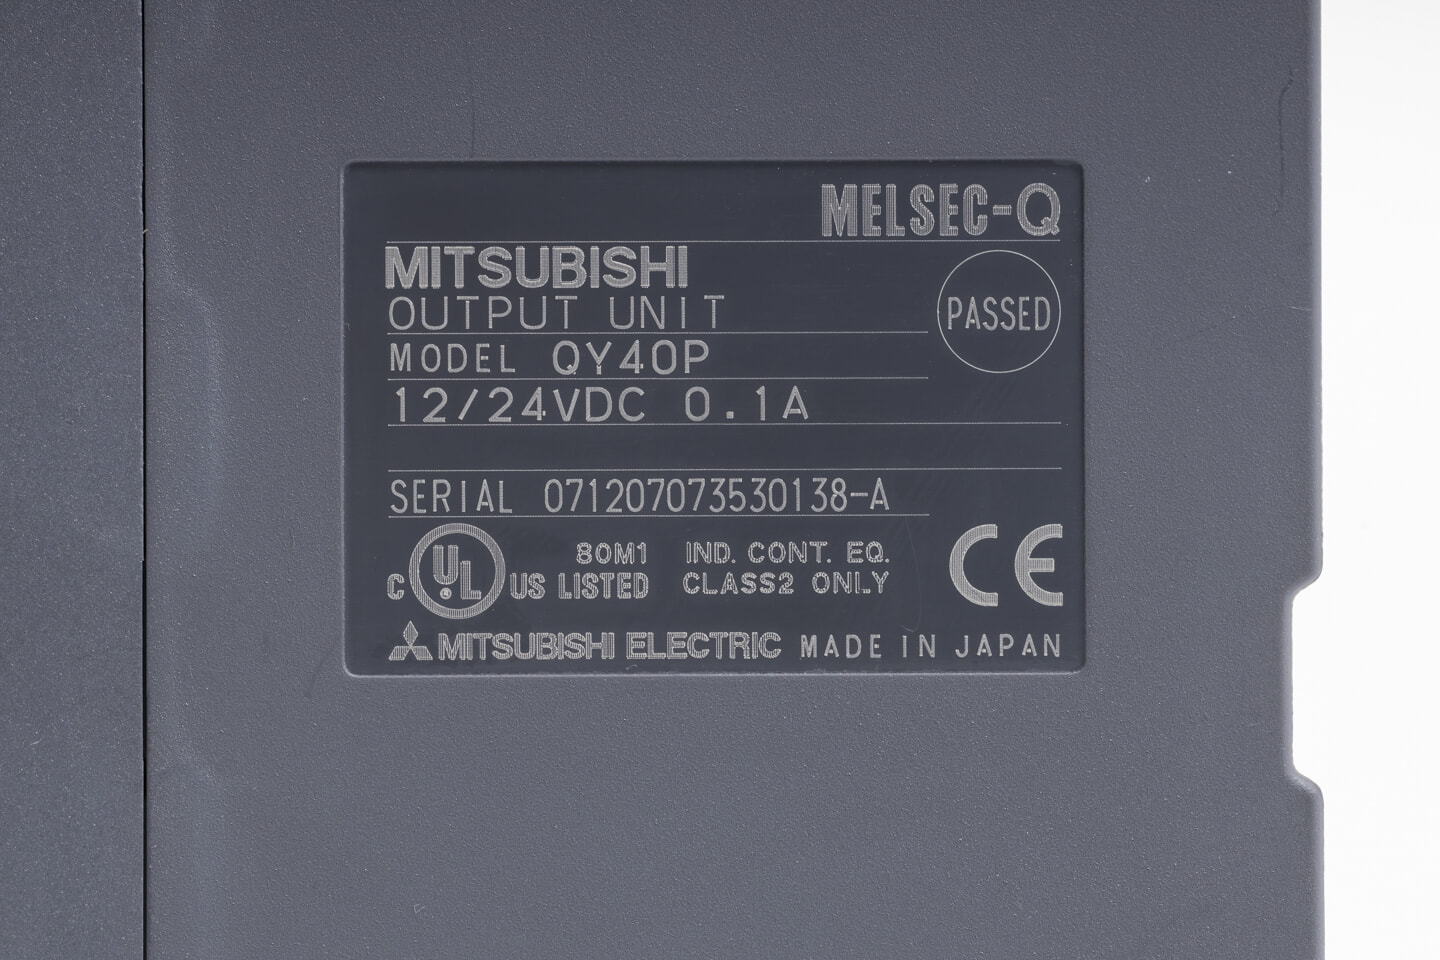 MELSEC-Q
MITSUBISHI
OUTPUT UNIT
PASSED
MODEL QY40P
12/24VDC 0.1A
SERIAL 071207073530138-A
C UL US LISTED
80M1
IND. CONT. EQ.
CLASS2 ONLY
CE
MITSUBISHI ELECTRIC MADE IN JAPAN